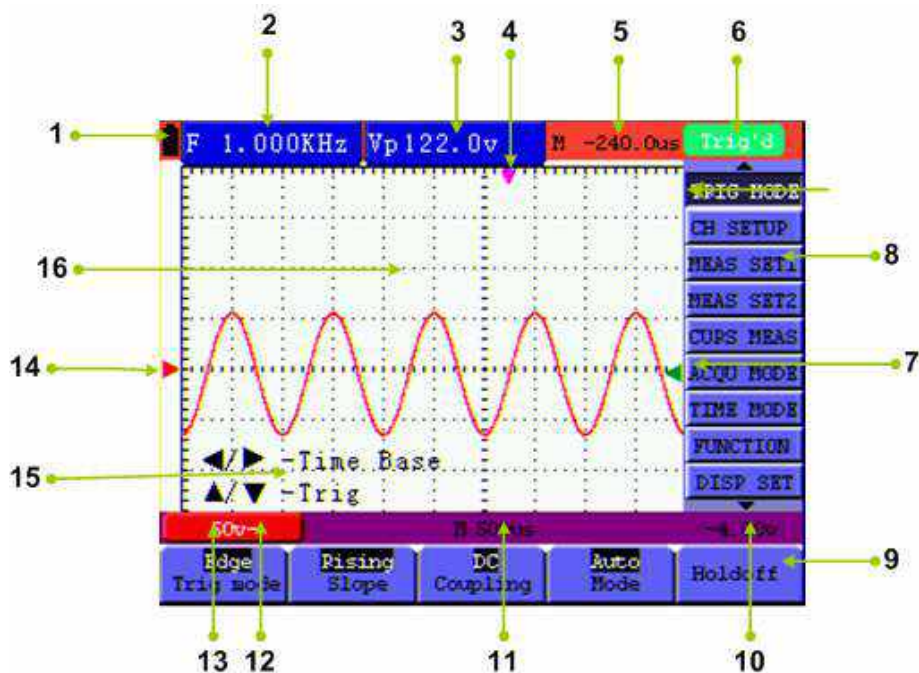 2 3 4 5 6
1
F 1.000KHz Vp122.0v M -240.0us Trig'd
TRIG MODE
CH SETUP
16 MEAS SET1 8
MEAS SET2
CURS MEAS
14 ACQU MODE 7
TIME MODE
FUNCTION
15 ◀/▶ -Time Base
▲/▼ -Trig
DISP SET
50v~ M
Edge Rising DC Auto
Trig mode Slope Coupling Mode Holdoff 9
13 12 11 10